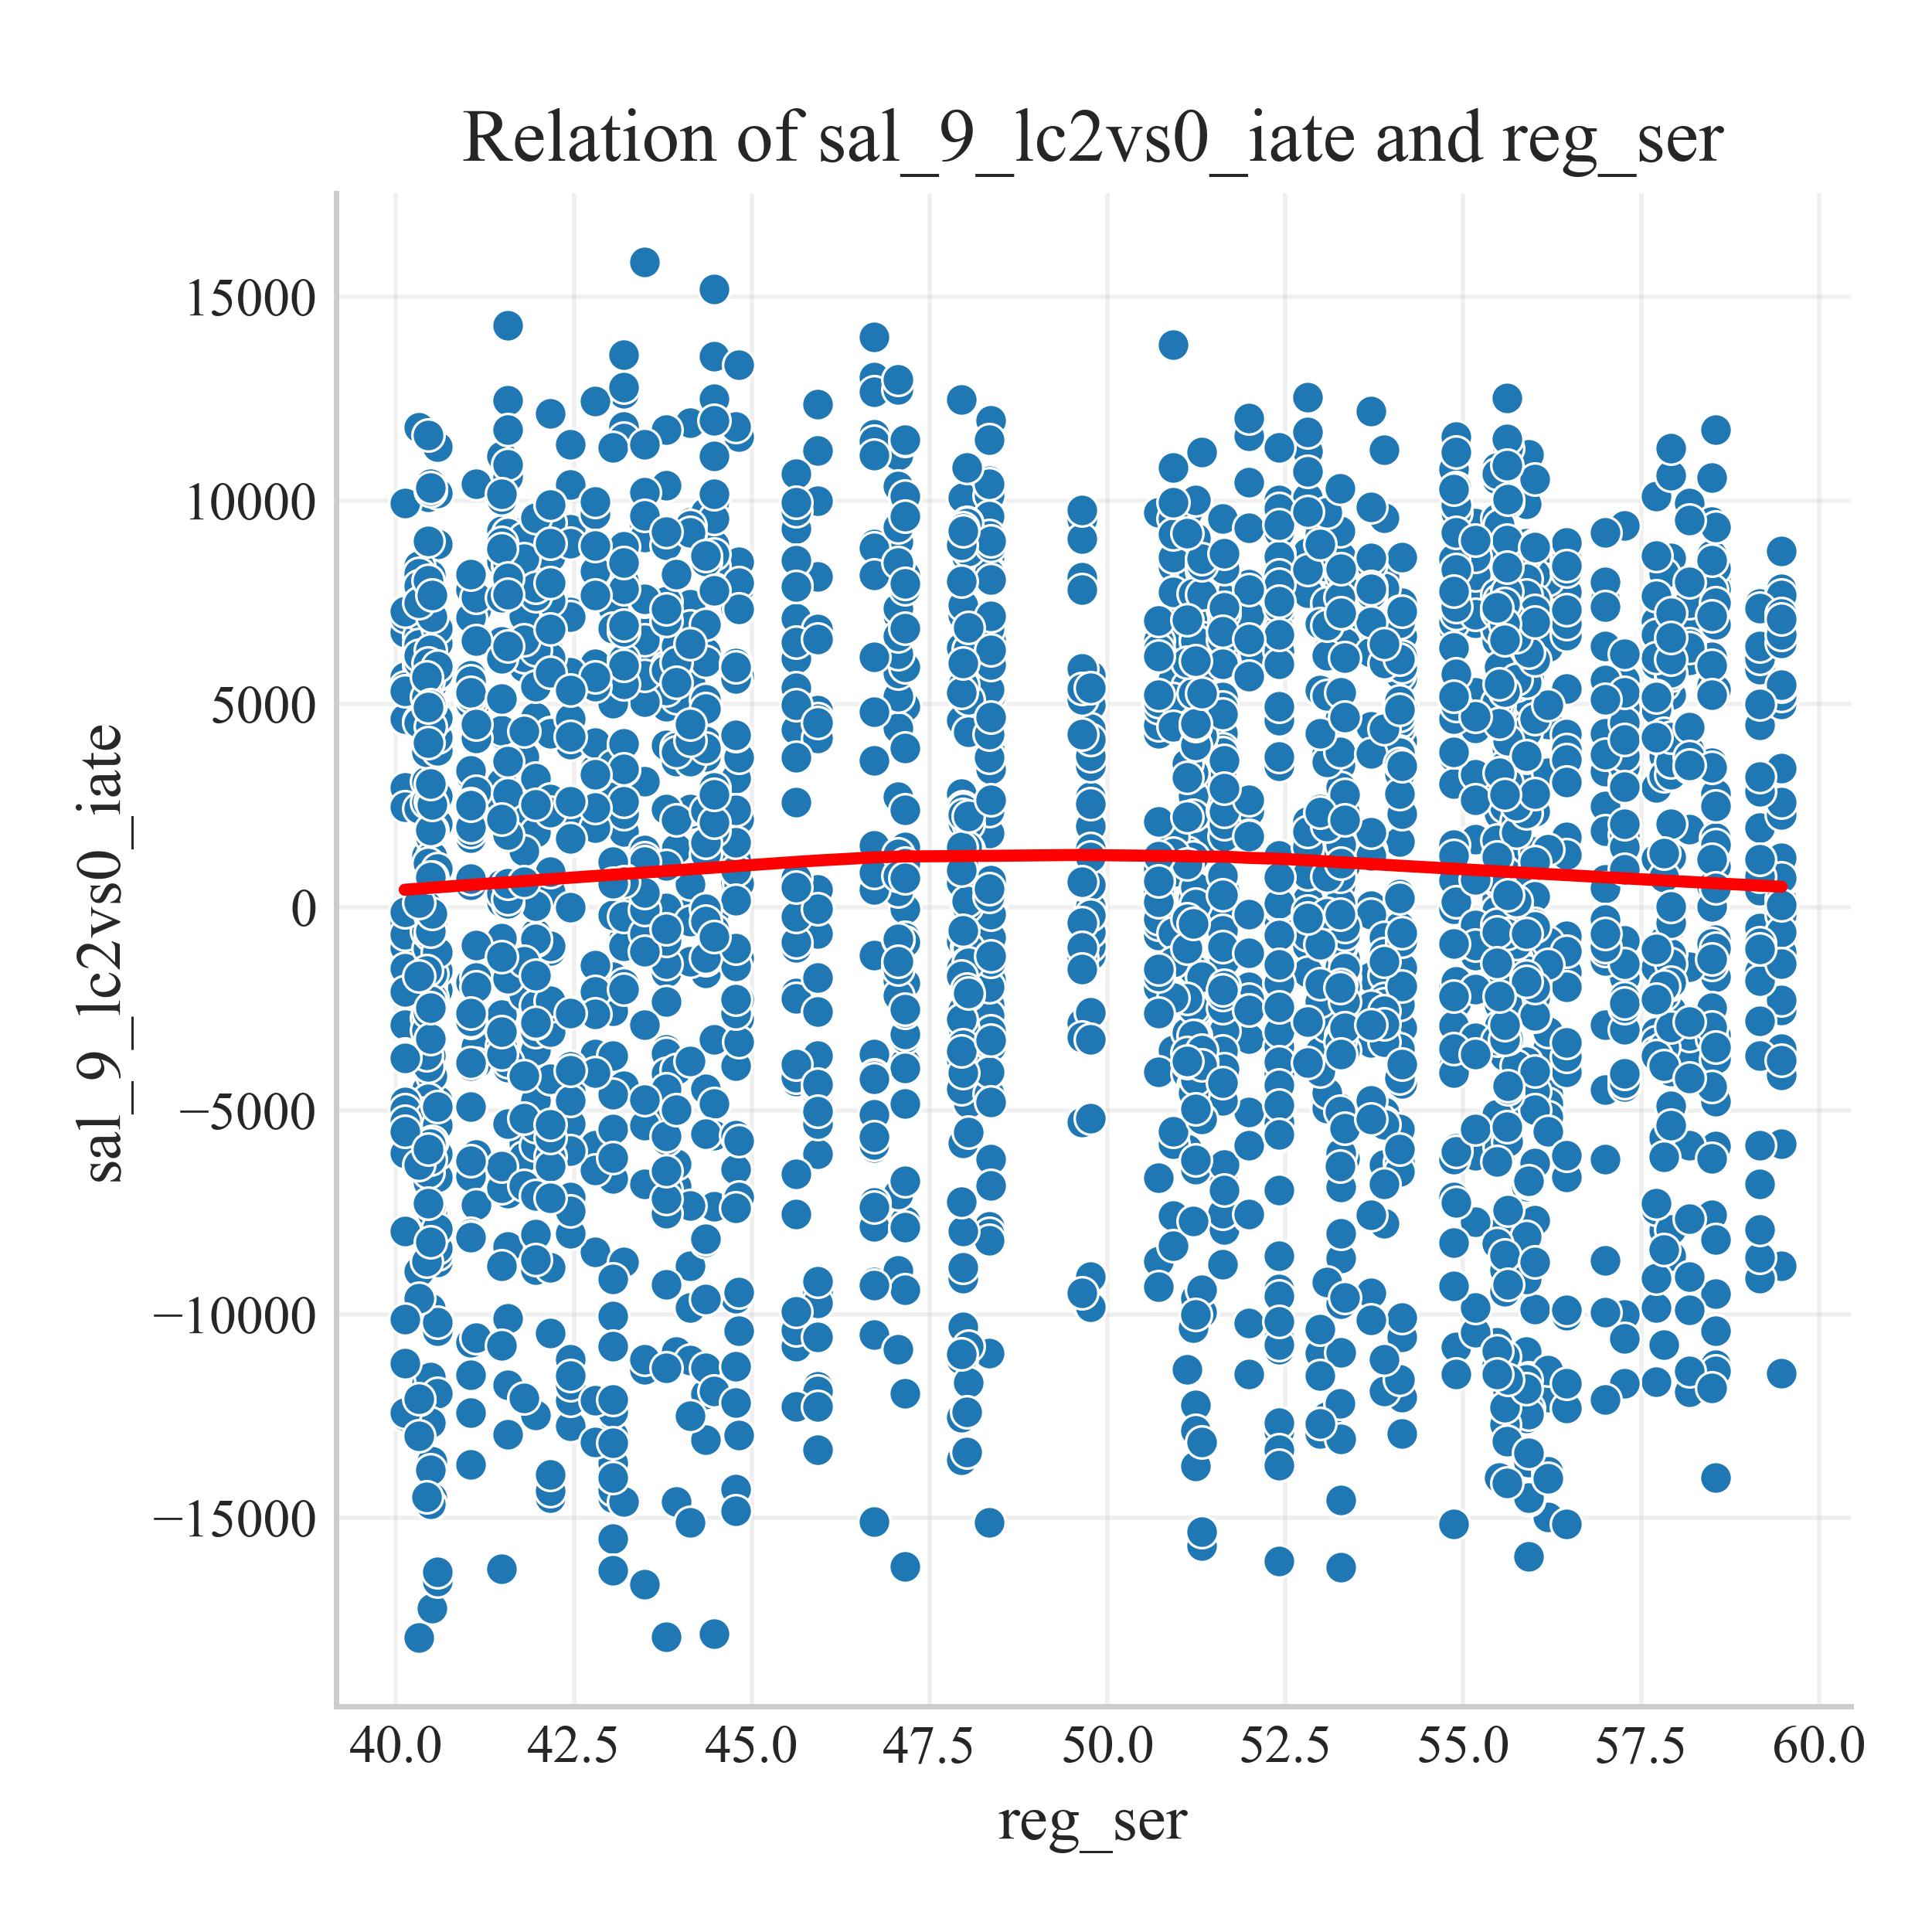 Relation of sal_9_lc2vs0_iate and reg_ser
15000
10000
5000
0
−5000
−10000
−15000
sal_9_lc2vs0_iate
40.0 42.5 45.0 47.5 50.0 52.5 55.0 57.5 60.0
reg_ser